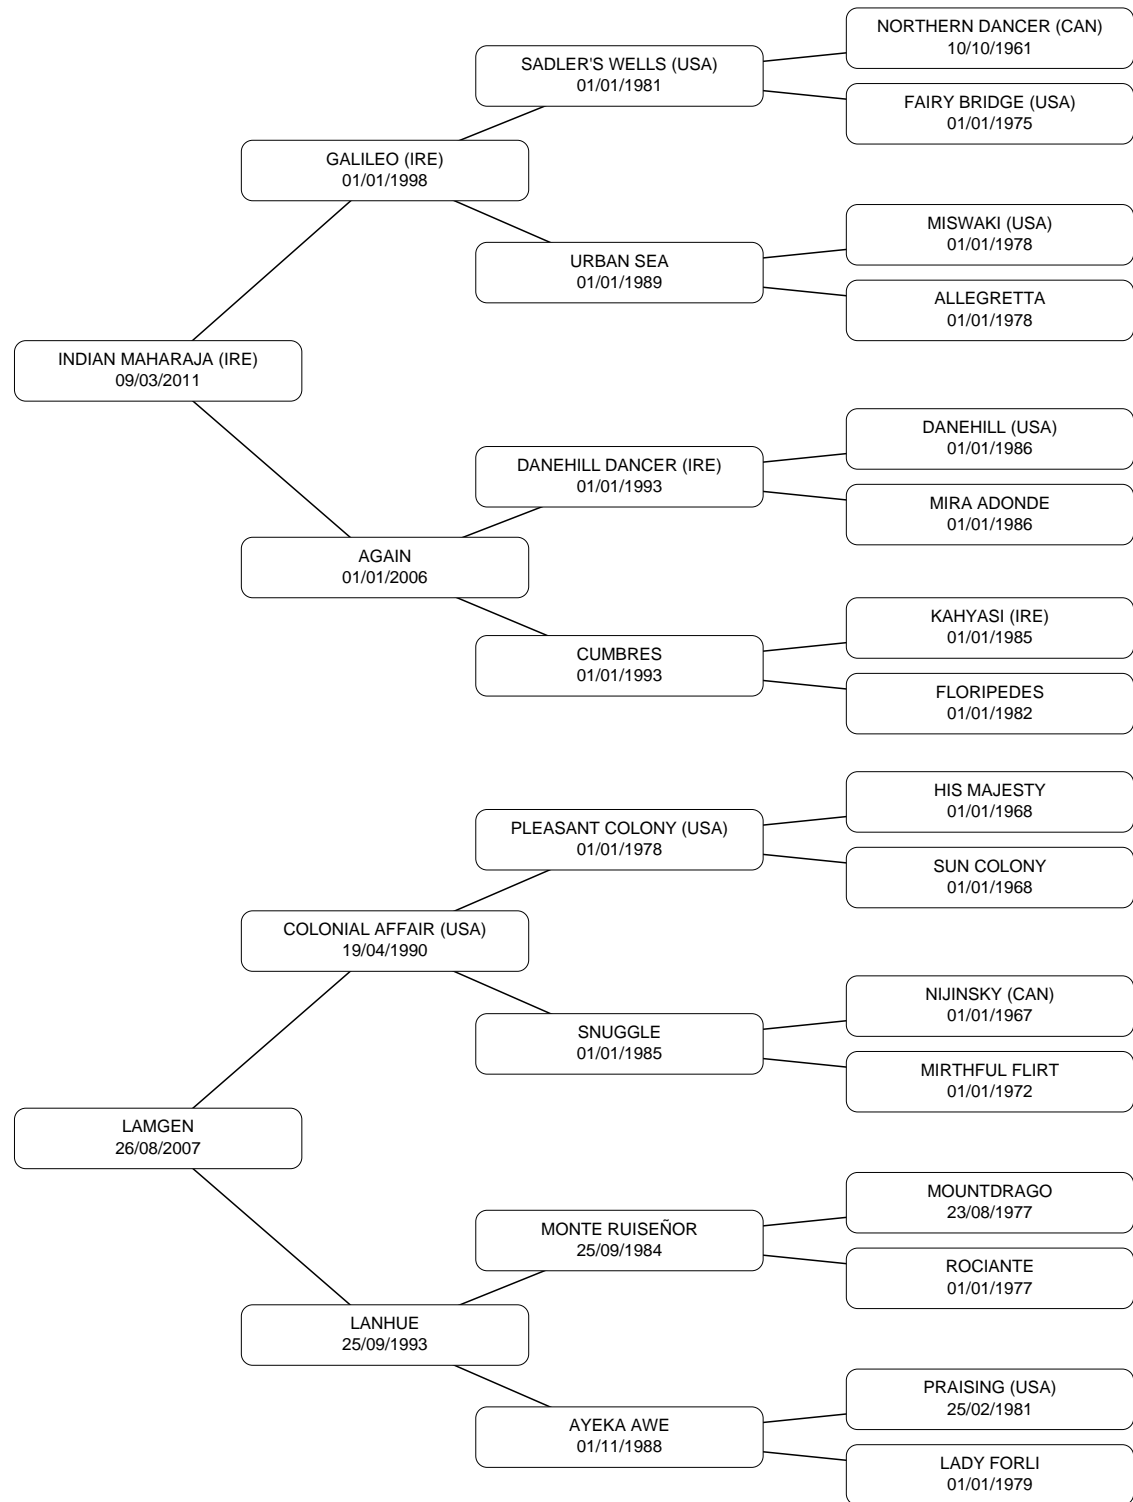 NORTHERN DANCER (CAN)
10/10/1961
SADLER'S WELLS (USA)
01/01/1981
FAIRY BRIDGE (USA)
01/01/1975
GALILEO (IRE)
01/01/1998
MISWAKI (USA)
01/01/1978
URBAN SEA
01/01/1989
ALLEGRETTA
01/01/1978
INDIAN MAHARAJA (IRE)
09/03/2011
DANEHILL (USA)
01/01/1986
DANEHILL DANCER (IRE)
01/01/1993
MIRA ADONDE
01/01/1986
AGAIN
01/01/2006
KAHYASI (IRE)
01/01/1985
CUMBRES
01/01/1993
FLORIPEDES
01/01/1982
HIS MAJESTY
01/01/1968
PLEASANT COLONY (USA)
01/01/1978
SUN COLONY
01/01/1968
COLONIAL AFFAIR (USA)
19/04/1990
NIJINSKY (CAN)
01/01/1967
SNUGGLE
01/01/1985
MIRTHFUL FLIRT
01/01/1972
LAMGEN
26/08/2007
MOUNTDRAGO
23/08/1977
MONTE RUISEÑOR
25/09/1984
ROCIANTE
01/01/1977
LANHUE
25/09/1993
PRAISING (USA)
25/02/1981
AYEKA AWE
01/11/1988
LADY FORLI
01/01/1979